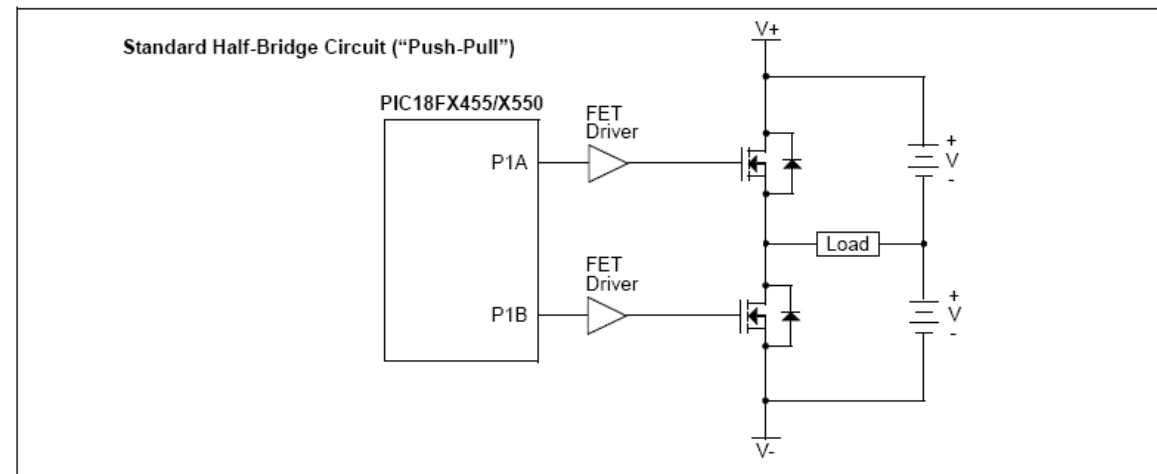 Standard Half-Bridge Circuit (“Push-Pull”)
V+
PIC18FX455/X550
FET
Driver
P1A
+
V
-
Load
FET
Driver
P1B
+
V
-
V-